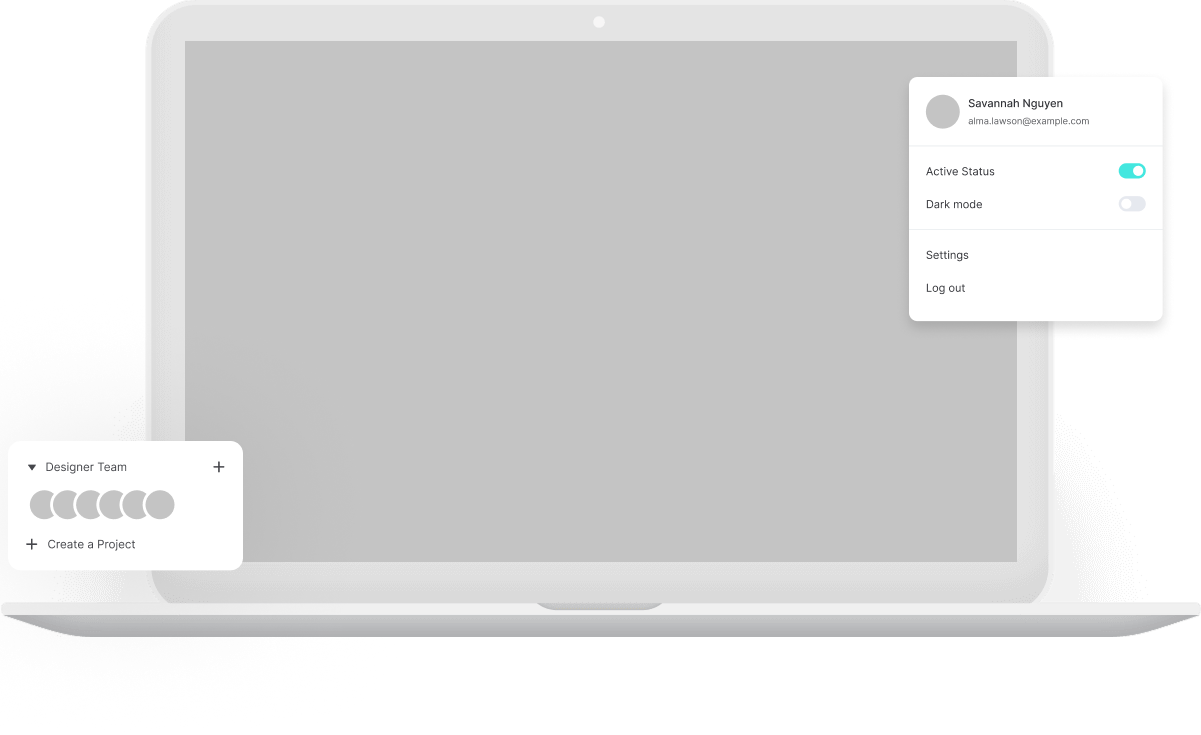 Savannah Nguyen
alma.lawson@example.com
Active Status
Dark mode
Settings
Log out
Designer Team
Create a Project